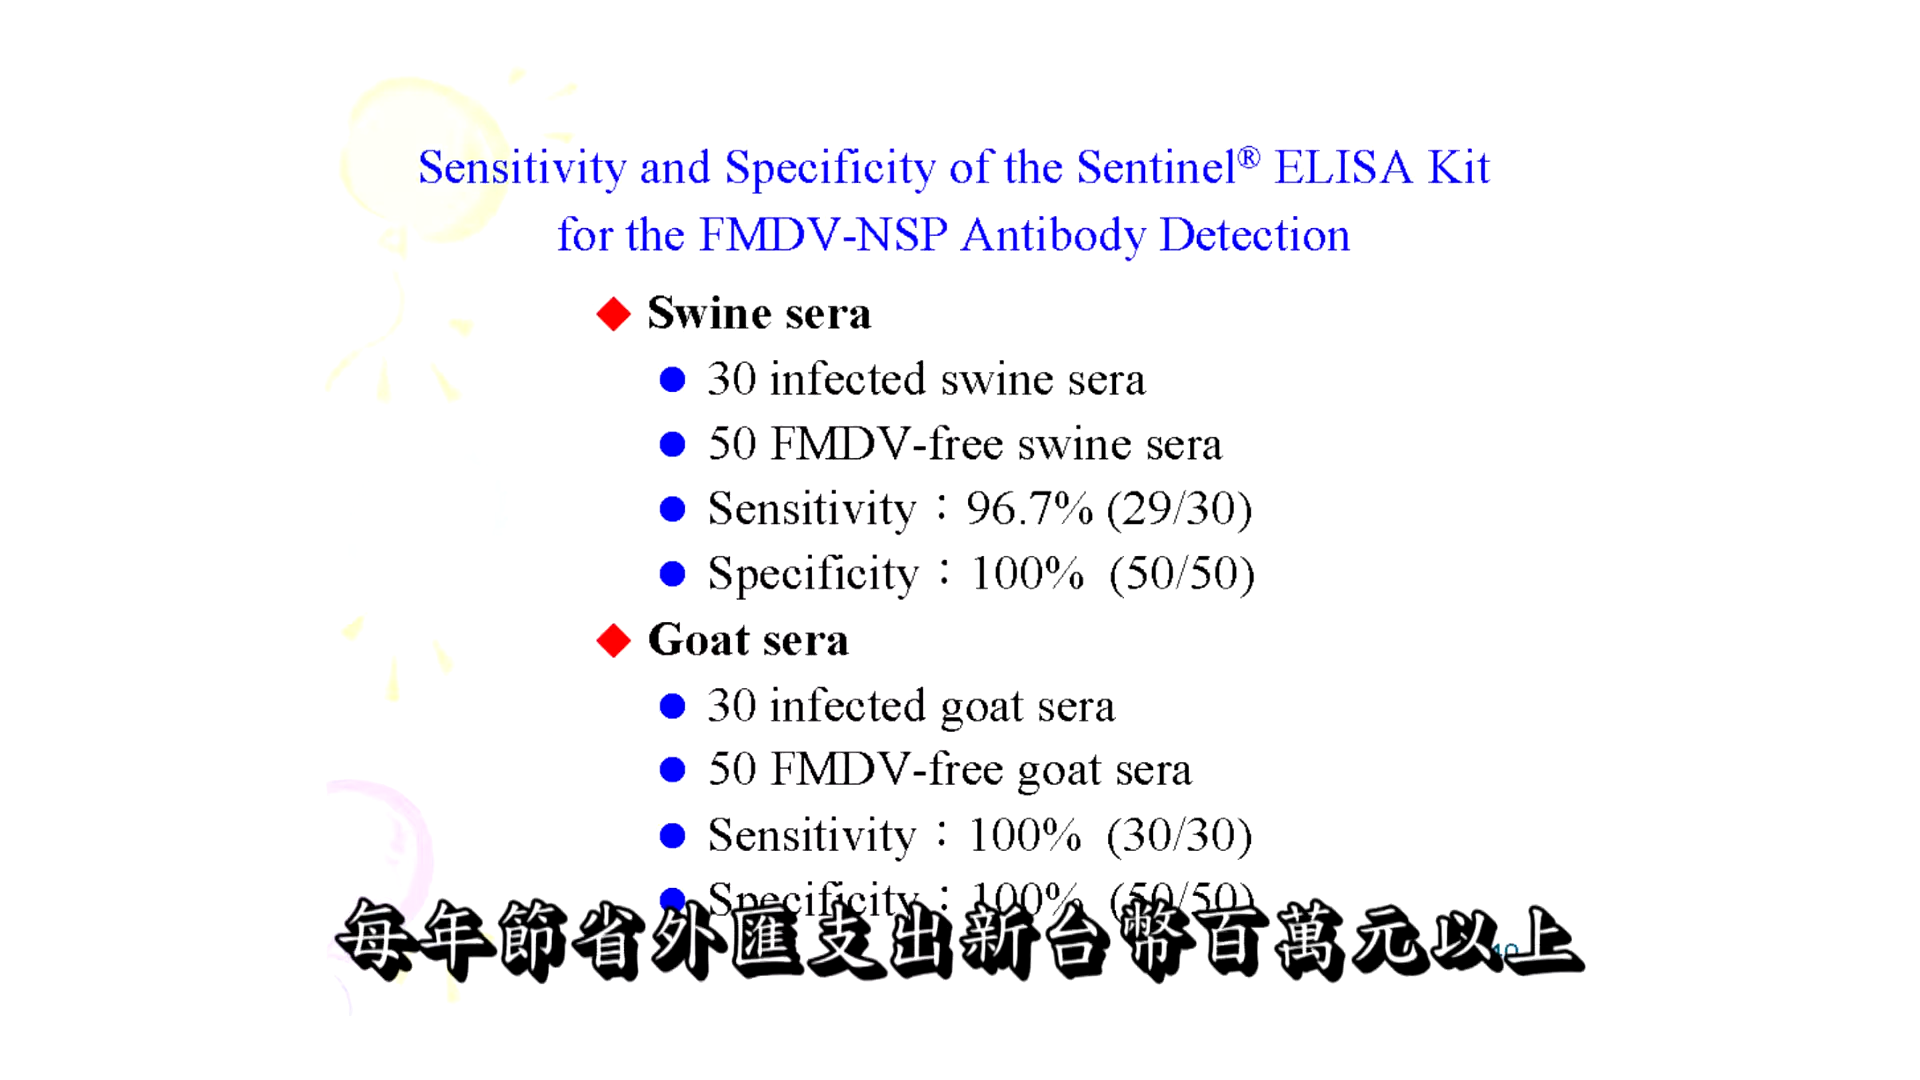 Sensitivity and Specificity of the Sentinel® ELISA Kit
for the FMDV-NSP Antibody Detection
Swine sera
30 infected swine sera
50 FMDV-free swine sera
Sensitivity：96.7% (29/30)
Specificity：100% (50/50)
Goat sera
30 infected goat sera
50 FMDV-free goat sera
Sensitivity：100% (30/30)
Specificity：100% (50/50)
每年節省外匯支出新台幣百萬元以上